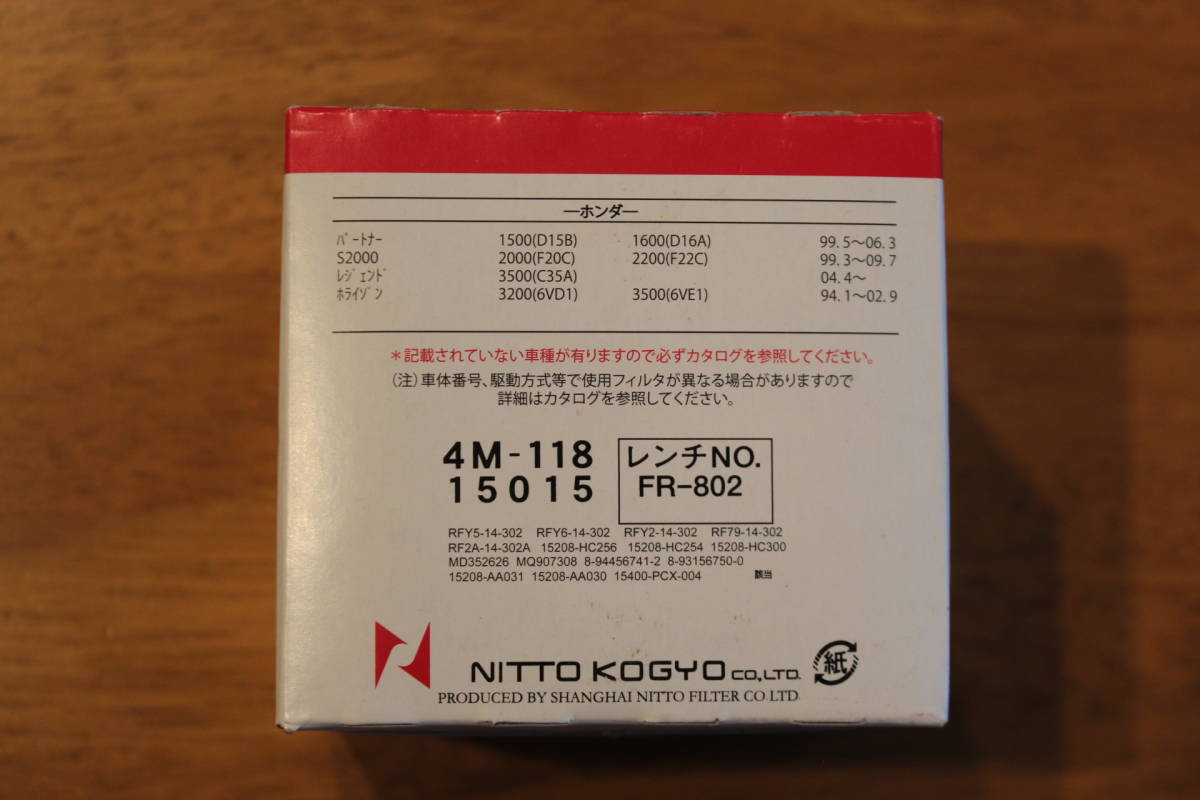 ―ホンダ―
ﾊﾟｰﾄﾅｰ 1500(D15B) 1600(D16A) 99.5～06.3
S2000 2000(F20C) 2200(F22C) 99.3～09.7
ﾚｼﾞｪﾝﾄﾞ 3500(C35A) 04.4～
ﾎﾗｲｿﾞﾝ 3200(6VD1) 3500(6VE1) 94.1～02.9
＊記載されていない車種が有りますので必ずカタログを参照してください。
（注）車体番号、駆動方式等で使用フィルタが異なる場合がありますので
詳細はカタログを参照してください。
4M-118
15015
レンチNO.
FR-802
RFY5-14-302 RFY6-14-302 RFY2-14-302 RF79-14-302
RF2A-14-302A 15208-HC256 15208-HC254 15208-HC300
MD352626 MQ907308 8-94456741-2 8-93156750-0
15208-AA031 15208-AA030 15400-PCX-004 該当
NITTO KOGYO CO.,LTD.
紙
PRODUCED BY SHANGHAI NITTO FILTER CO.LTD.